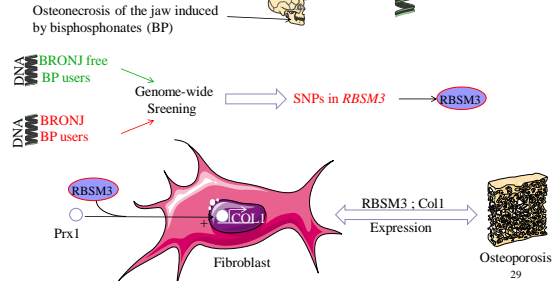 Osteonecrosis of the jaw induced
by bisphosphonates (BP)
DNA
BRONJ free
BP users
Genome-wide
Sreening
SNPs in RBSM3
RBSM3
DNA
BRONJ
BP users
RBSM3
Prx1
+
COL1
Fibroblast
RBSM3 ; Col1
Expression
Osteoporosis
29